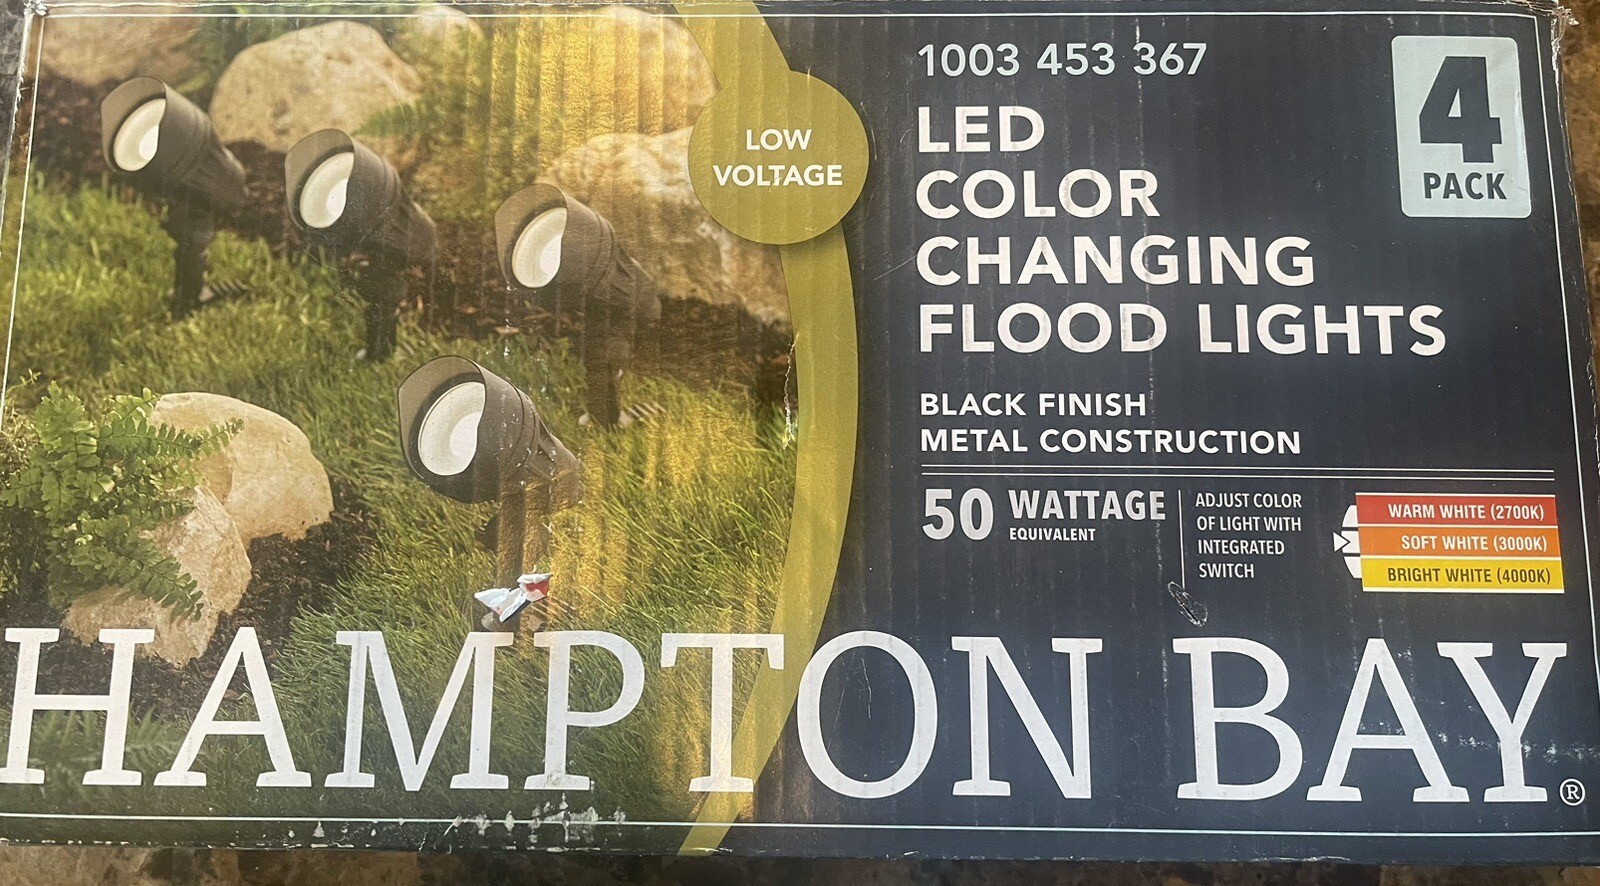 1003 453 367
4
PACK
LOW
VOLTAGE
LED
COLOR
CHANGING
FLOOD LIGHTS
BLACK FINISH
METAL CONSTRUCTION
50 WATTAGE
EQUIVALENT
ADJUST COLOR
OF LIGHT WITH
INTEGRATED
SWITCH
WARM WHITE (2700K)
SOFT WHITE (3000K)
BRIGHT WHITE (4000K)
HAMPTON BAY®